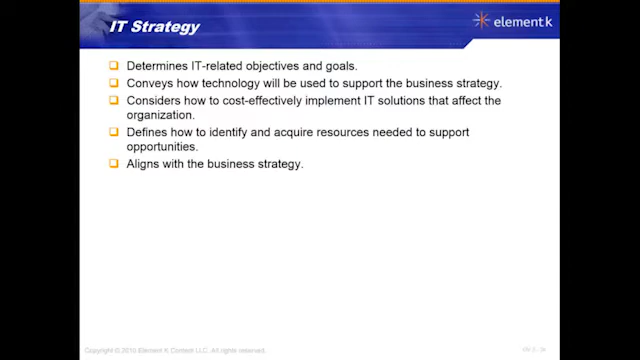 IT Strategy
element k
Determines IT-related objectives and goals.
Conveys how technology will be used to support the business strategy.
Considers how to cost-effectively implement IT solutions that affect the
organization.
Defines how to identify and acquire resources needed to support
opportunities.
Aligns with the business strategy.
Copyright © 2010 Element K Content LLC. All rights reserved.